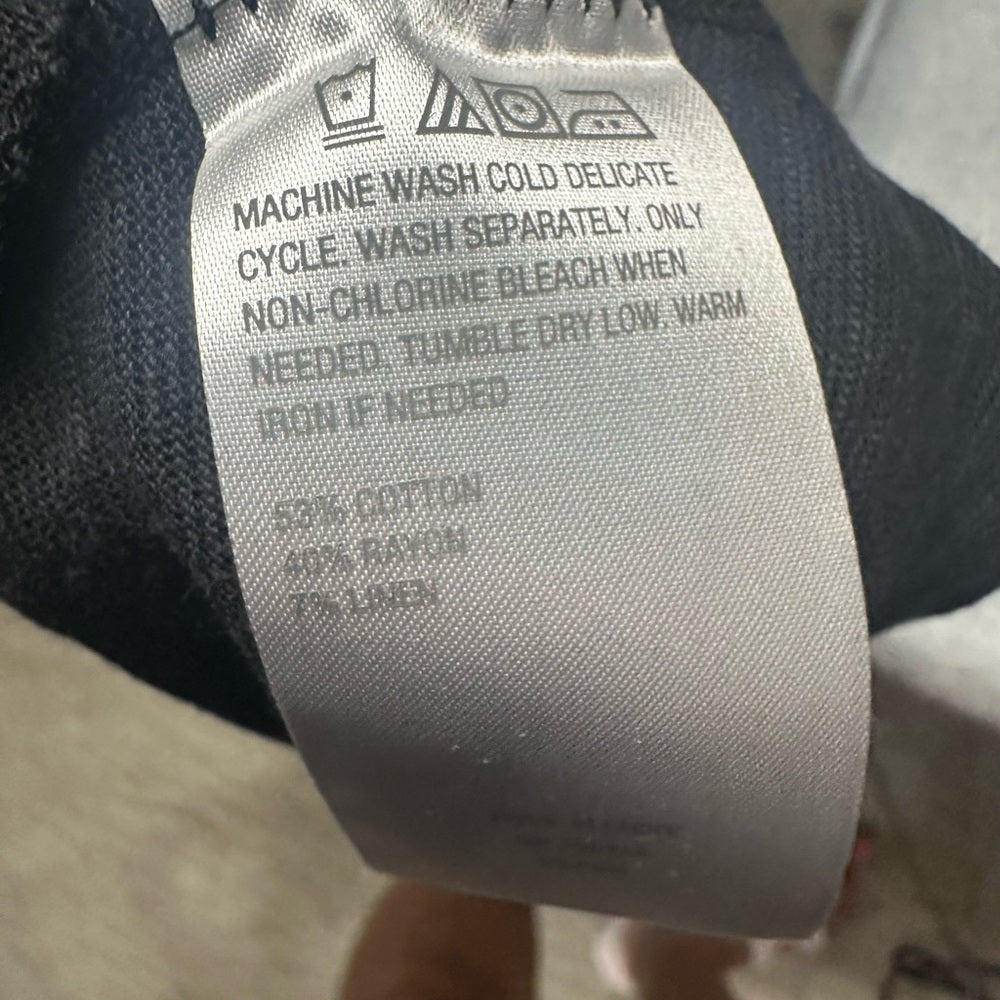 MACHINE WASH COLD DELICATE
CYCLE. WASH SEPARATELY. ONLY
NON-CHLORINE BLEACH WHEN
NEEDED. TUMBLE DRY LOW. WARM
IRON IF NEEDED
53% COTTON
40% RAYON
7% LINEN